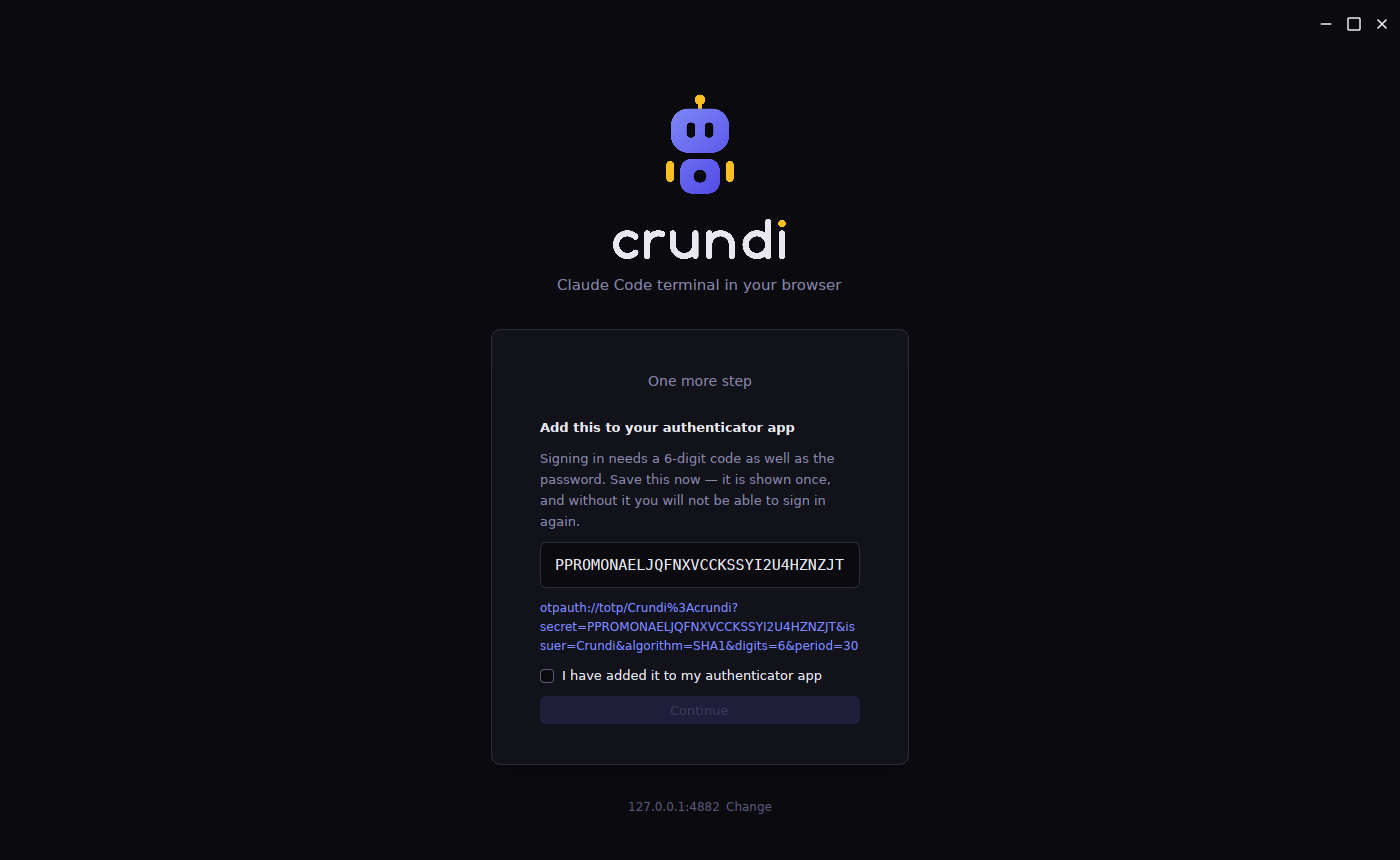 crundi
Claude Code terminal in your browser
One more step
Add this to your authenticator app
Signing in needs a 6-digit code as well as the
password. Save this now — it is shown once,
and without it you will not be able to sign in
again.
PPROMONAELJQFNXVCCKSSYI2U4HZNZJT
otpauth://totp/Crundi%3Acrundi?
secret=PPROMONAELJQFNXVCCKSSYI2U4HZNZJT&is
suer=Crundi&algorithm=SHA1&digits=6&period=30
I have added it to my authenticator app
Continue
127.0.0.1:4882 Change